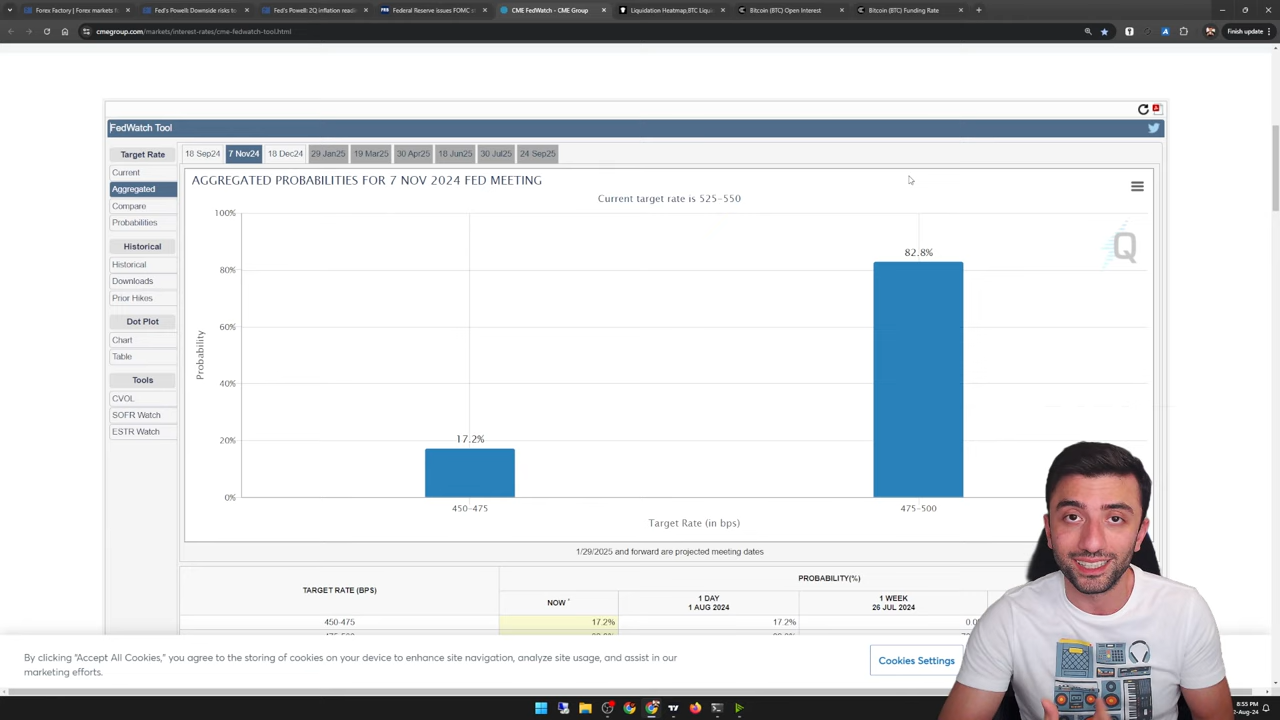 Forex Factory | Forex markets f
Fed's Powell: Downside risks to
Fed's Powell: 2Q inflation readi
Federal Reserve issues FOMC st
CME FedWatch - CME Group
Liquidation Heatmap,BTC Liqui
Bitcoin (BTC) Open Interest
Bitcoin (BTC) Funding Rate
cmegroup.com/markets/interest-rates/cme-fedwatch-tool.html
Finish update
FedWatch Tool
Target Rate
Current
Aggregated
Compare
Probabilities
Historical
Historical
Downloads
Prior Hikes
Dot Plot
Chart
Table
Tools
CVOL
SOFR Watch
ESTR Watch
18 Sep24
7 Nov24
18 Dec24
29 Jan25
19 Mar25
30 Apr25
18 Jun25
30 Jul25
24 Sep25
AGGREGATED PROBABILITIES FOR 7 NOV 2024 FED MEETING
Current target rate is 525-550
100%
80%
60%
40%
20%
0%
Probability
17.2%
82.8%
450-475
475-500
Target Rate (in bps)
Q
1/29/2025 and forward are projected meeting dates
TARGET RATE (BPS)
PROBABILITY(%)
NOW *
1 DAY
1 AUG 2024
1 WEEK
26 JUL 2024
450-475
17.2%
17.2%
By clicking "Accept All Cookies," you agree to the storing of cookies on your device to enhance site navigation, analyze site usage, and assist in our
marketing efforts.
Cookies Settings
8:55 PM
2-Aug-24